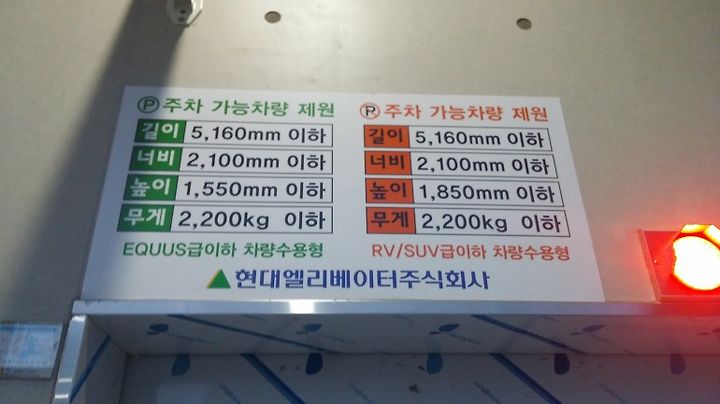 Ⓟ주차 가능차량 제원
길이 5,160mm 이하
너비 2,100mm 이하
높이 1,550mm 이하
무게 2,200kg 이하
EQUUS급이하 차량수용형
Ⓡ주차 가능차량 제원
길이 5,160mm 이하
너비 2,100mm 이하
높이 1,850mm 이하
무게 2,200kg 이하
RV/SUV급이하 차량수용형
현대엘리베이터주식회사